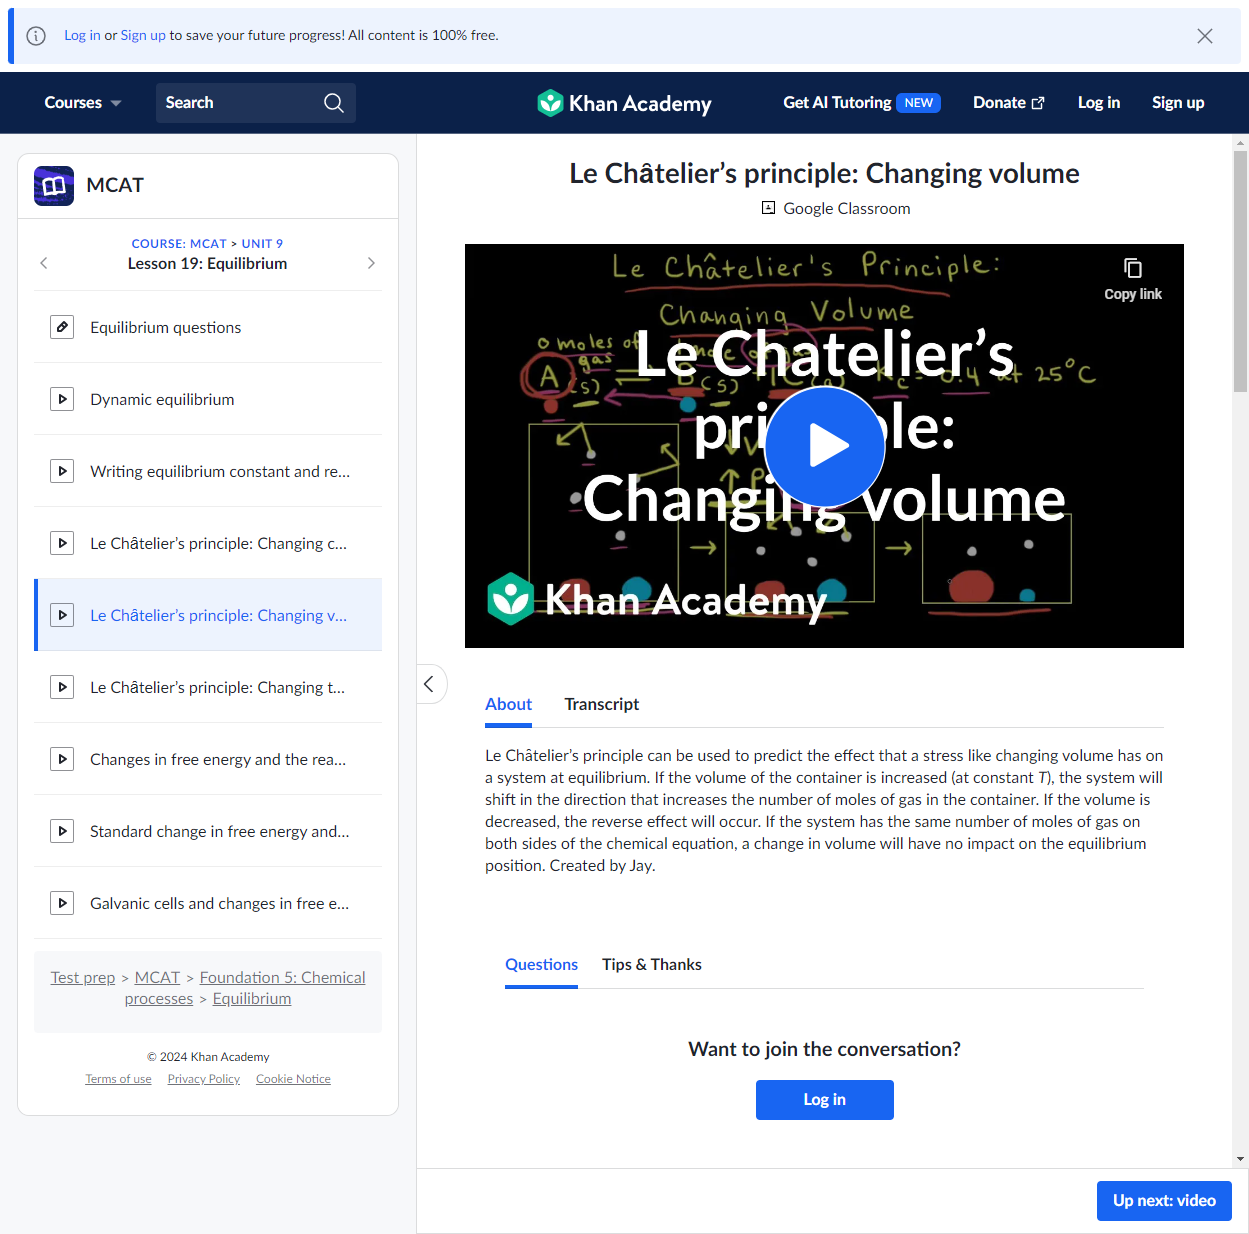 Log in or Sign up to save your future progress! All content is 100% free.
Courses
Search
Khan Academy
Get AI Tutoring NEW
Donate
Log in
Sign up
MCAT
COURSE: MCAT > UNIT 9
Lesson 19: Equilibrium
Equilibrium questions
Dynamic equilibrium
Writing equilibrium constant and re...
Le Châtelier's principle: Changing c...
Le Châtelier's principle: Changing v...
Le Châtelier's principle: Changing t...
Changes in free energy and the rea...
Standard change in free energy and...
Galvanic cells and changes in free e...
Test prep > MCAT > Foundation 5: Chemical
processes > Equilibrium
© 2024 Khan Academy
Terms of use Privacy Policy Cookie Notice
Le Châtelier's principle: Changing volume
Google Classroom
Le Châtelier's Principle:
Copy link
Changing Volume
Le Chatelier's
principle:
Changing volume
0 moles of
gas
A(s) ⇌ B(s)
at 25°C
Khan Academy
About Transcript
Le Châtelier's principle can be used to predict the effect that a stress like changing volume has on
a system at equilibrium. If the volume of the container is increased (at constant T), the system will
shift in the direction that increases the number of moles of gas in the container. If the volume is
decreased, the reverse effect will occur. If the system has the same number of moles of gas on
both sides of the chemical equation, a change in volume will have no impact on the equilibrium
position. Created by Jay.
Questions Tips & Thanks
Want to join the conversation?
Log in
Up next: video